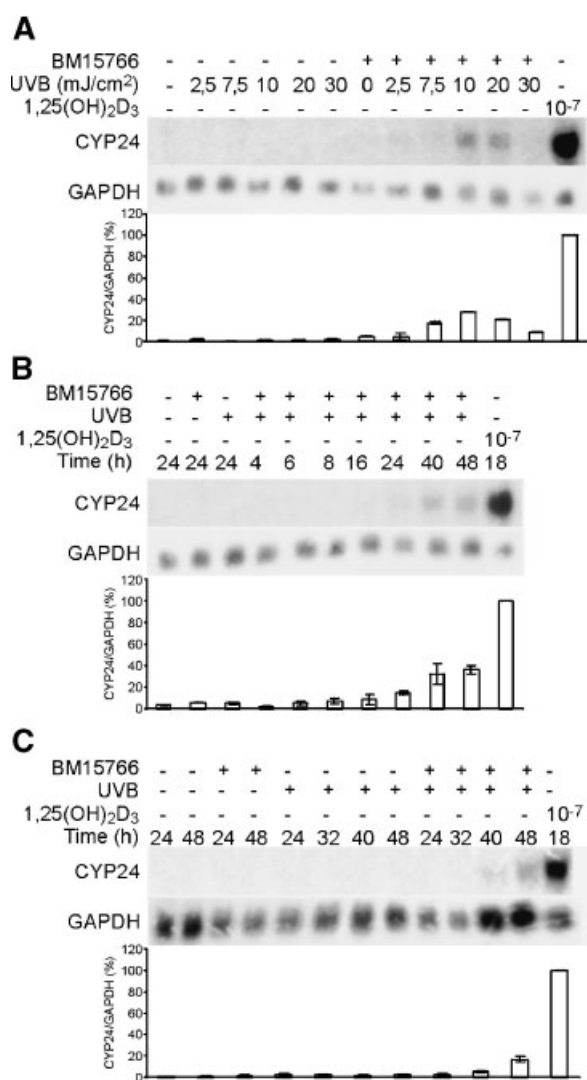 A
BM15766 - - - - - - + + + + + + -
UVB (mJ/cm²) - 2,5 7,5 10 20 30 0 2,5 7,5 10 20 30 -
1,25(OH)₂D₃ - - - - - - - - - - - - 10⁻⁷
CYP24
GAPDH
CYP24/GAPDH (%)
120
100
80
60
40
20
0
B
BM15766 - + - + + + + + + + -
UVB - - + + + + + + + + -
1,25(OH)₂D₃ - - - - - - - - - - 10⁻⁷
Time (h) 24 24 24 4 6 8 16 24 40 48 18
CYP24
GAPDH
CYP24/GAPDH (%)
120
100
80
60
40
20
0
C
BM15766 - - + + - - - - + + + + -
UVB - - - - + + + + + + + + -
1,25(OH)₂D₃ - - - - - - - - - - - - 10⁻⁷
Time (h) 24 48 24 48 24 32 40 48 24 32 40 48 18
CYP24
GAPDH
CYP24/GAPDH (%)
120
100
80
60
40
20
0